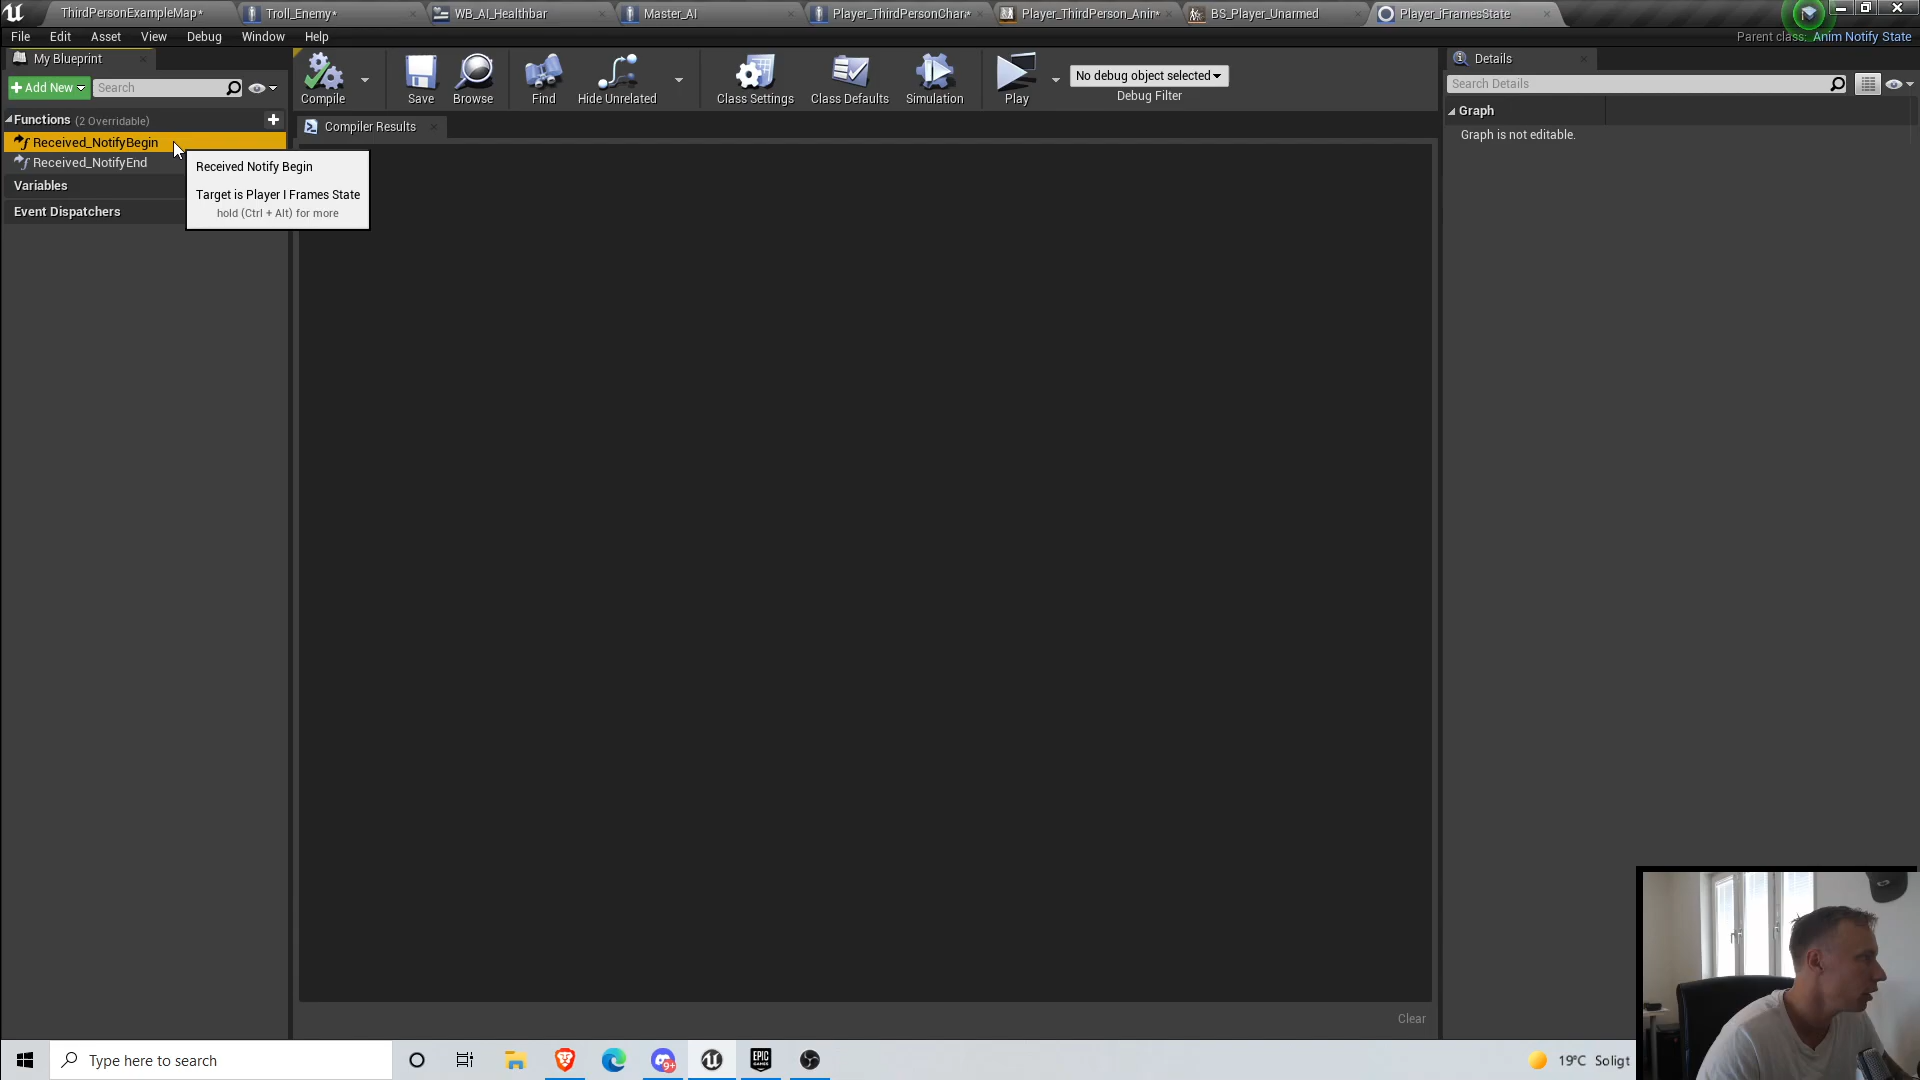 ThirdPersonExampleMap*
Troll_Enemy*
WB_AI_Healthbar
Master_AI
Player_ThirdPersonChar*
Player_ThirdPerson_Anin*
BS_Player_Unarmed
Player_iFramesState
File Edit Asset View Debug Window Help
Parent class: Anim Notify State
My Blueprint
Add New
Search
Compile
Save
Browse
Find
Hide Unrelated
Class Settings
Class Defaults
Simulation
Play
No debug object selected
Debug Filter
Details
Search Details
Functions (2 Overridable)
Received_NotifyBegin
Received_NotifyEnd
Variables
Event Dispatchers
Received Notify Begin
Target is Player I Frames State
hold (Ctrl + Alt) for more
Compiler Results
Graph
Graph is not editable.
Clear
Type here to search
9+
EPIC
GAMES
19°C Soligt